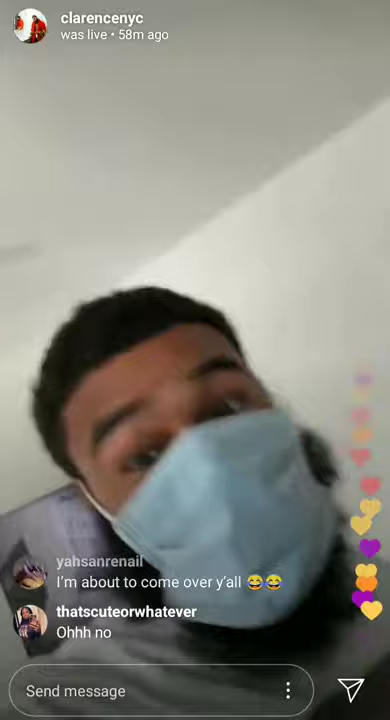 clarencenyc
was live • 58m ago
yahsanrenail
I'm about to come over y'all 😂😂
thatscuteorwhatever
Ohhh no
Send message